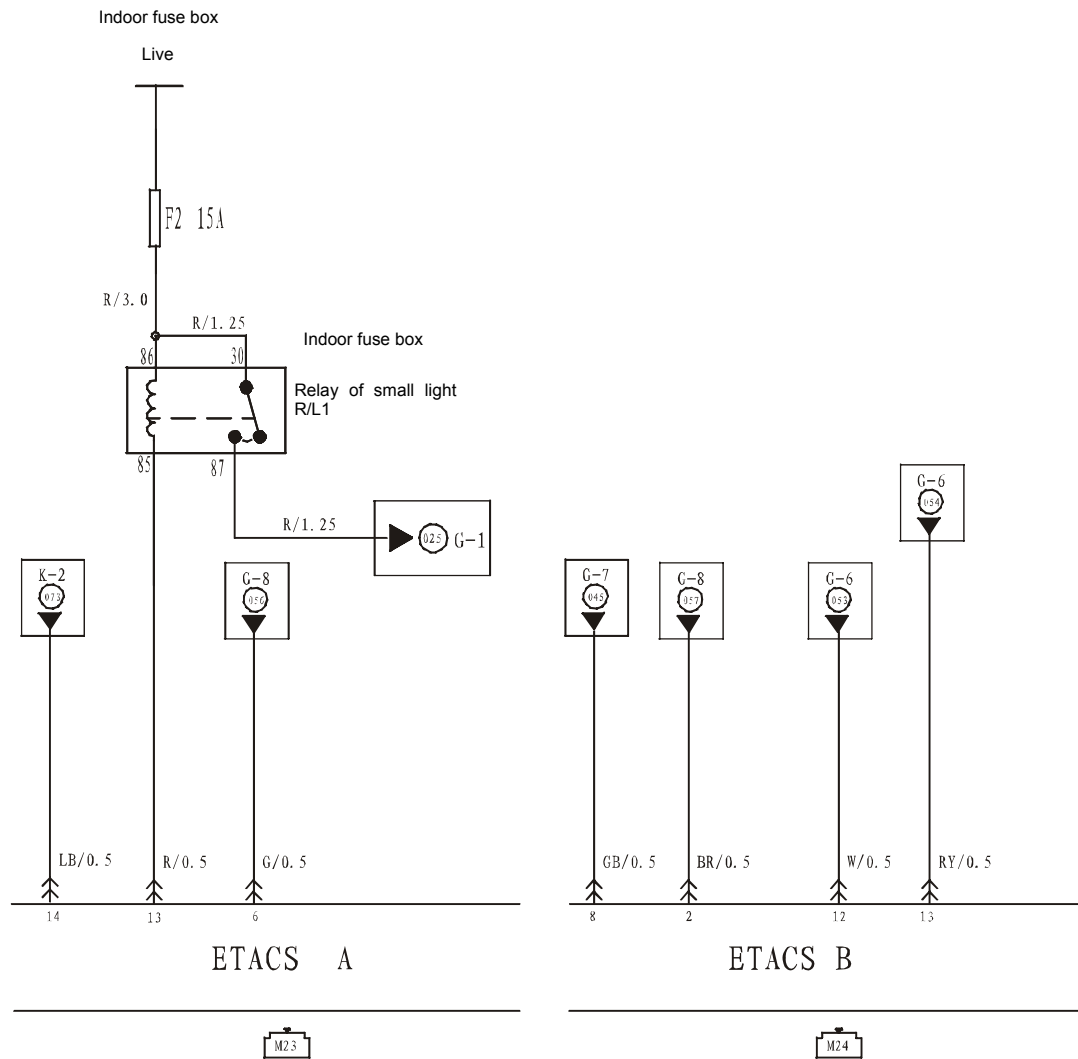 Indoor fuse box
Live
F2 15A
R/3.0
R/1.25
Indoor fuse box
86
30
Relay of small light
R/L1
85
87
G-6
054
R/1.25
025 G-1
K-2
073
G-8
056
G-7
045
G-8
057
G-6
053
LB/0.5
R/0.5
G/0.5
GB/0.5
BR/0.5
W/0.5
RY/0.5
14
13
6
8
2
12
13
ETACS A
ETACS B
M23
M24